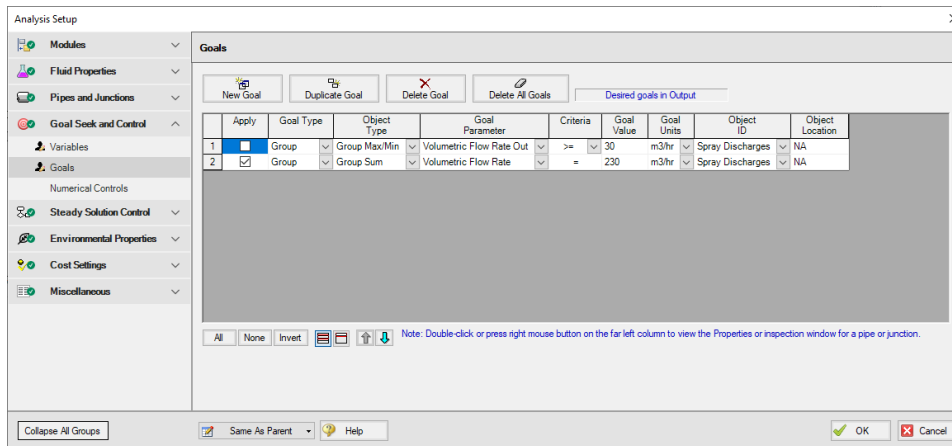 Analysis Setup
Modules
Fluid Properties
Pipes and Junctions
Goal Seek and Control
Variables
Goals
Numerical Controls
Steady Solution Control
Environmental Properties
Cost Settings
Miscellaneous
Collapse All Groups
Goals
New Goal Duplicate Goal Delete Goal Delete All Goals Desired goals in Output
Apply Goal Type Object Type Goal Parameter Criteria Goal Value Goal Units Object ID Object Location
1 Group Group Max/Min Volumetric Flow Rate Out >= 30 m3/hr Spray Discharges NA
2 Group Group Sum Volumetric Flow Rate = 230 m3/hr Spray Discharges NA
All None Invert Note: Double-click or press right mouse button on the far left column to view the Properties or inspection window for a pipe or junction.
Same As Parent Help OK Cancel